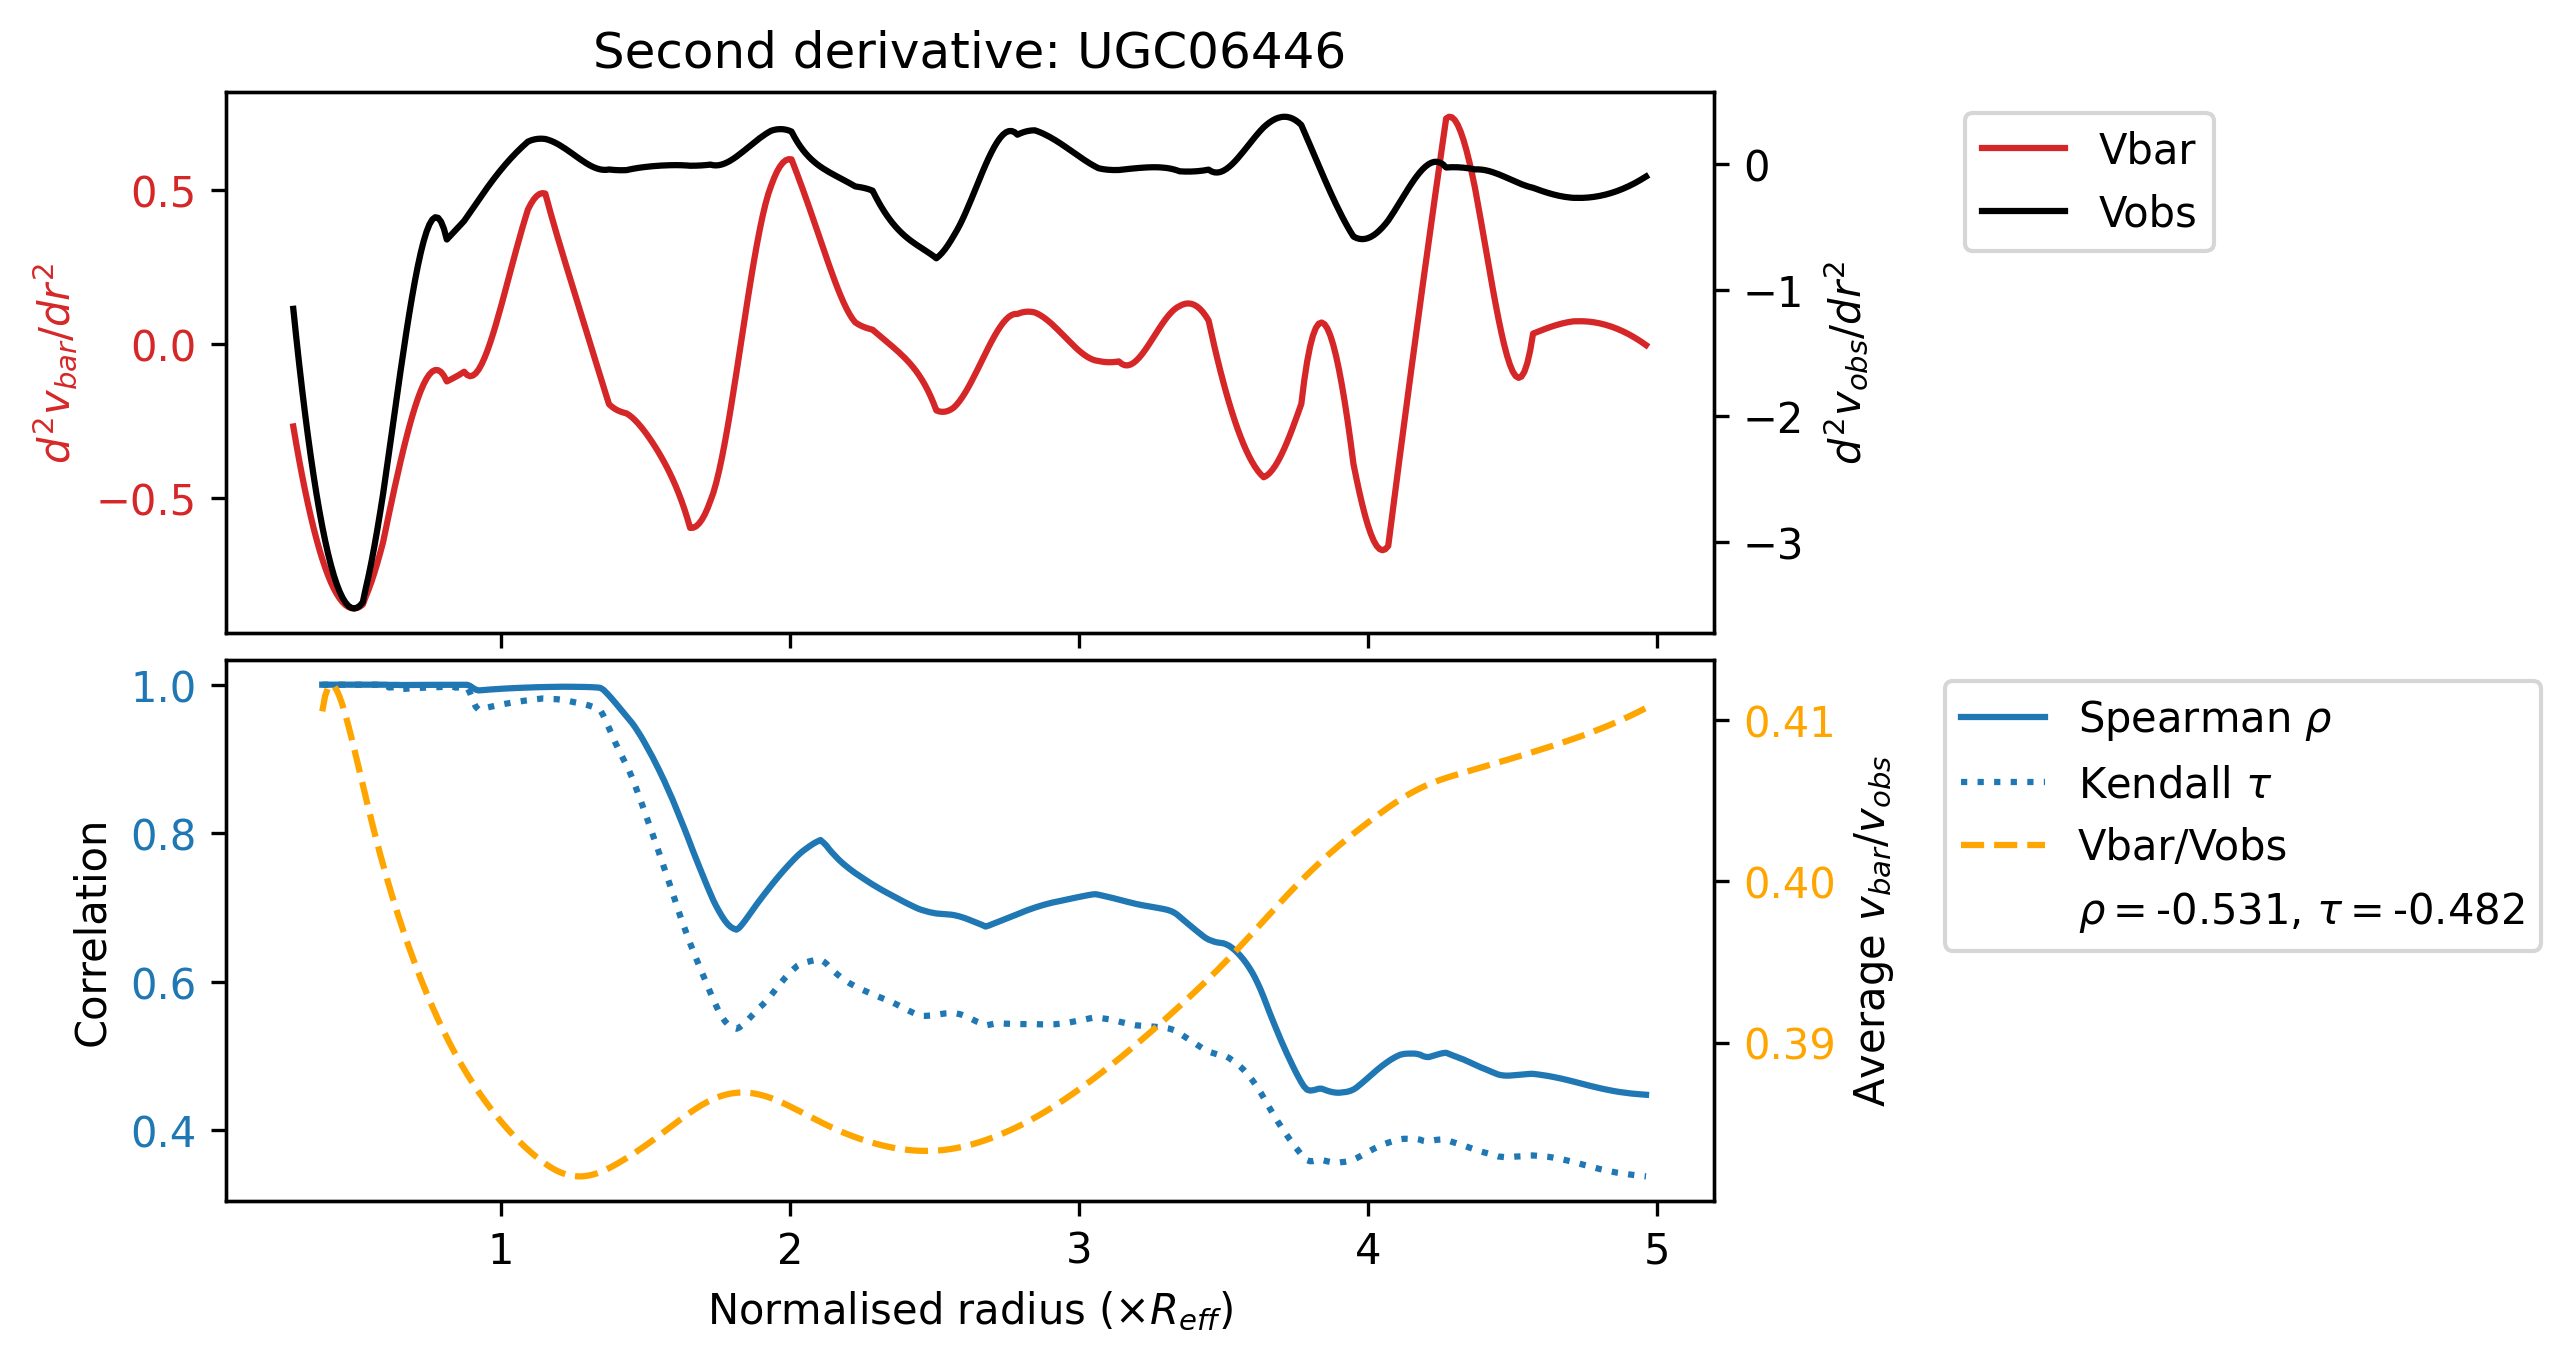 Second derivative: UGC06446
0.5
0.0
−0.5
d²v_bar/dr²
0
−1
−2
−3
d²v_obs/dr²
Vbar
Vobs
1.0
0.8
0.6
0.4
Correlation
0.41
0.40
0.39
Average v_bar/v_obs
Spearman ρ
Kendall τ
Vbar/Vobs
ρ = -0.531, τ = -0.482
1 2 3 4 5
Normalised radius (×R_eff)